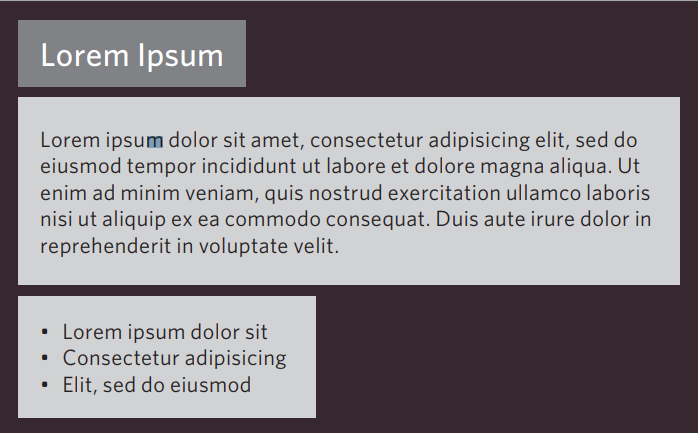 Lorem Ipsum
Lorem ipsum dolor sit amet, consectetur adipisicing elit, sed do
eiusmod tempor incididunt ut labore et dolore magna aliqua. Ut
enim ad minim veniam, quis nostrud exercitation ullamco laboris
nisi ut aliquip ex ea commodo consequat. Duis aute irure dolor in
reprehenderit in voluptate velit.
• Lorem ipsum dolor sit
• Consectetur adipisicing
• Elit, sed do eiusmod